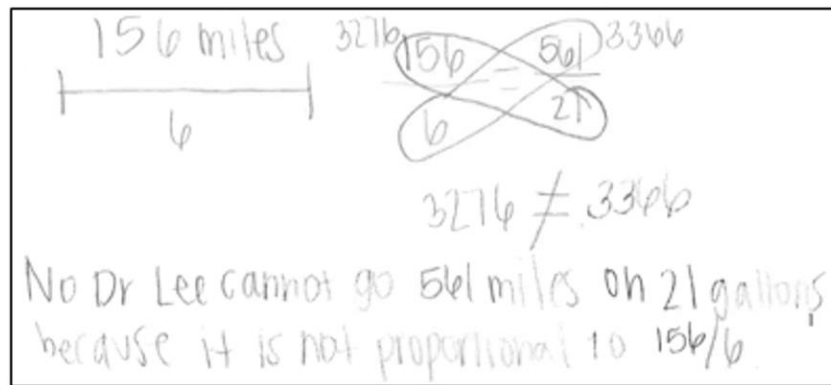 156 miles
6
3276 156 = 561 3366
6 21
3276 ≠ 3366
No Dr Lee cannot go 561 miles on 21 gallons
because it is not proportional to 156/6